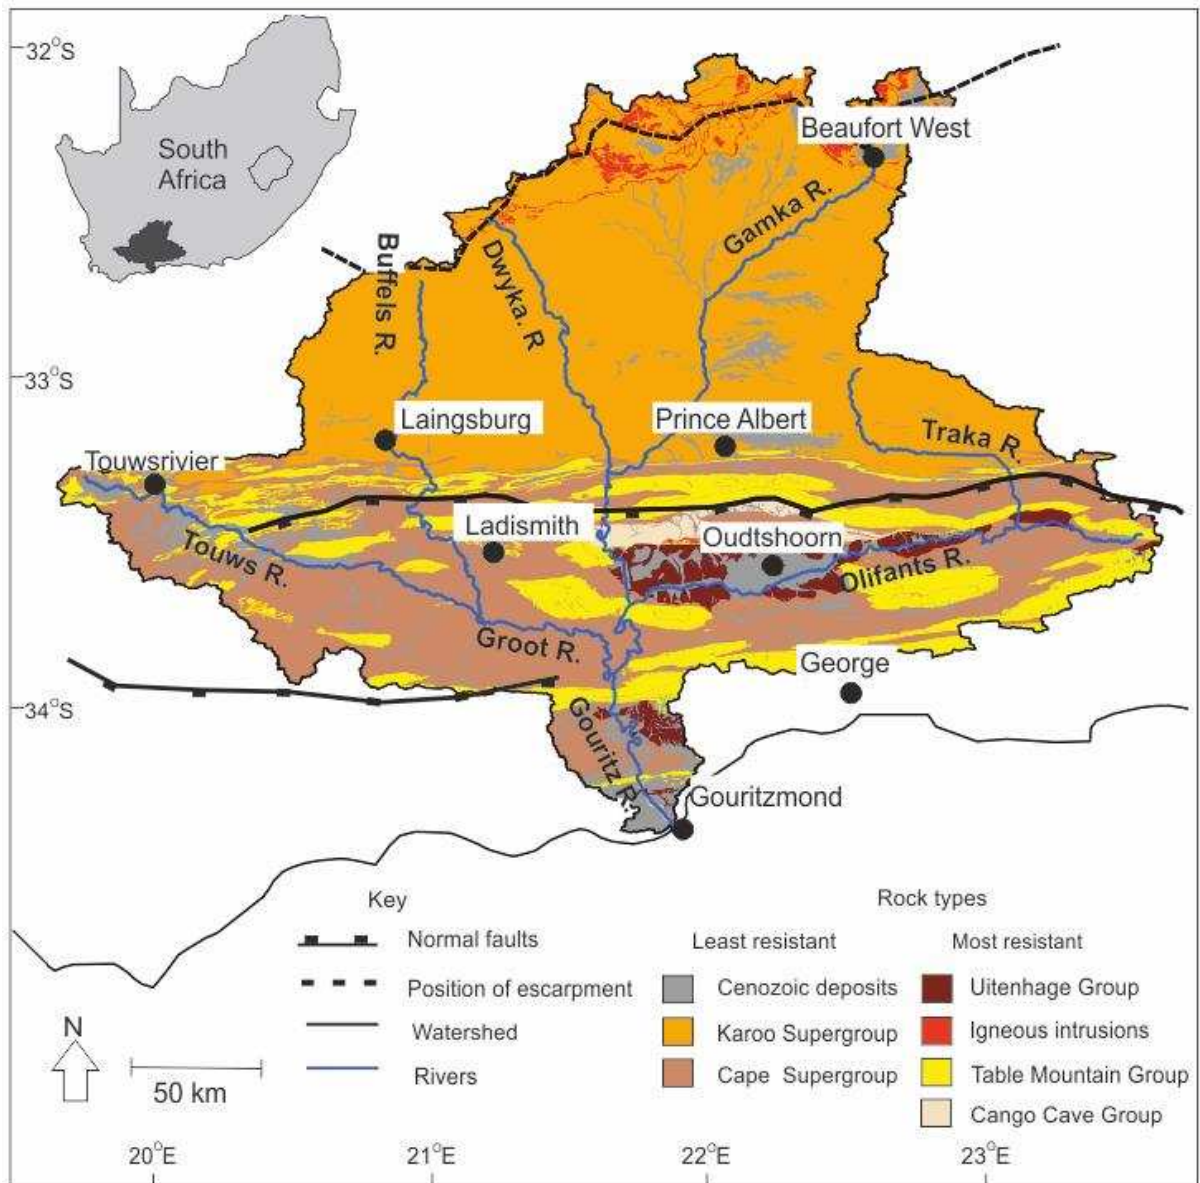 32°S
South
Africa
Beaufort West
Gamka R.
Dwyka. R
Buffels R.
33°S
Laingsburg
Prince Albert
Traka R.
Touwsrivier
Ladismith
Oudtshoorn
Touws R.
Olifants R.
Groot R.
George
34°S
Gouritz R.
Gouritzmond
Key
Normal faults
Position of escarpment
Watershed
Rivers
N
50 km
Rock types
Least resistant
Most resistant
Cenozoic deposits
Uitenhage Group
Karoo Supergroup
Igneous intrusions
Cape Supergroup
Table Mountain Group
Cango Cave Group
20°E
21°E
22°E
23°E